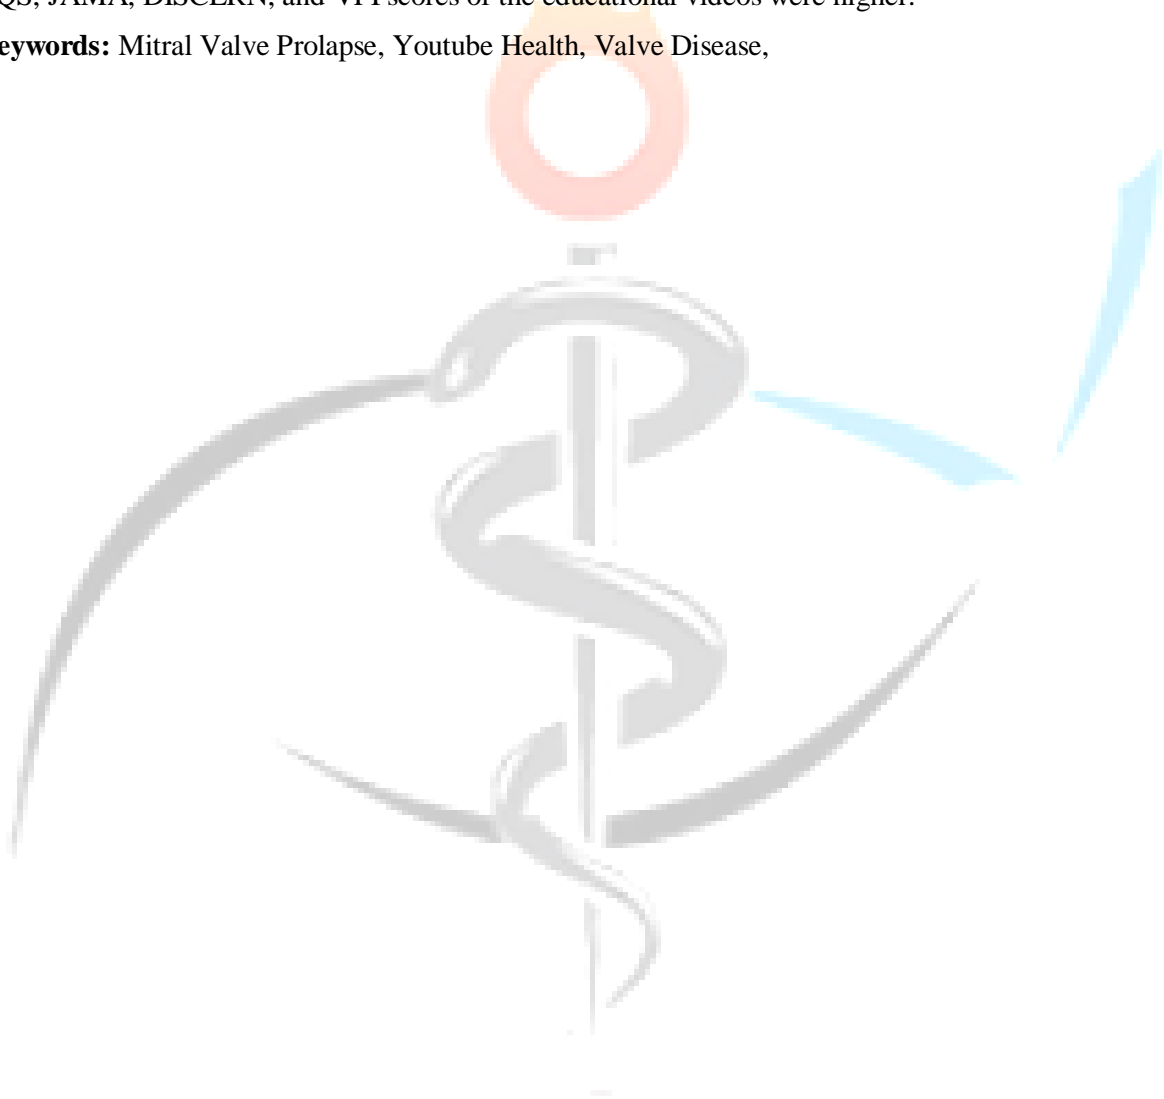 QS, JAMA, DISCERN, and VPI scores of the educational videos were higher.
eywords: Mitral Valve Prolapse, Youtube Health, Valve Disease,